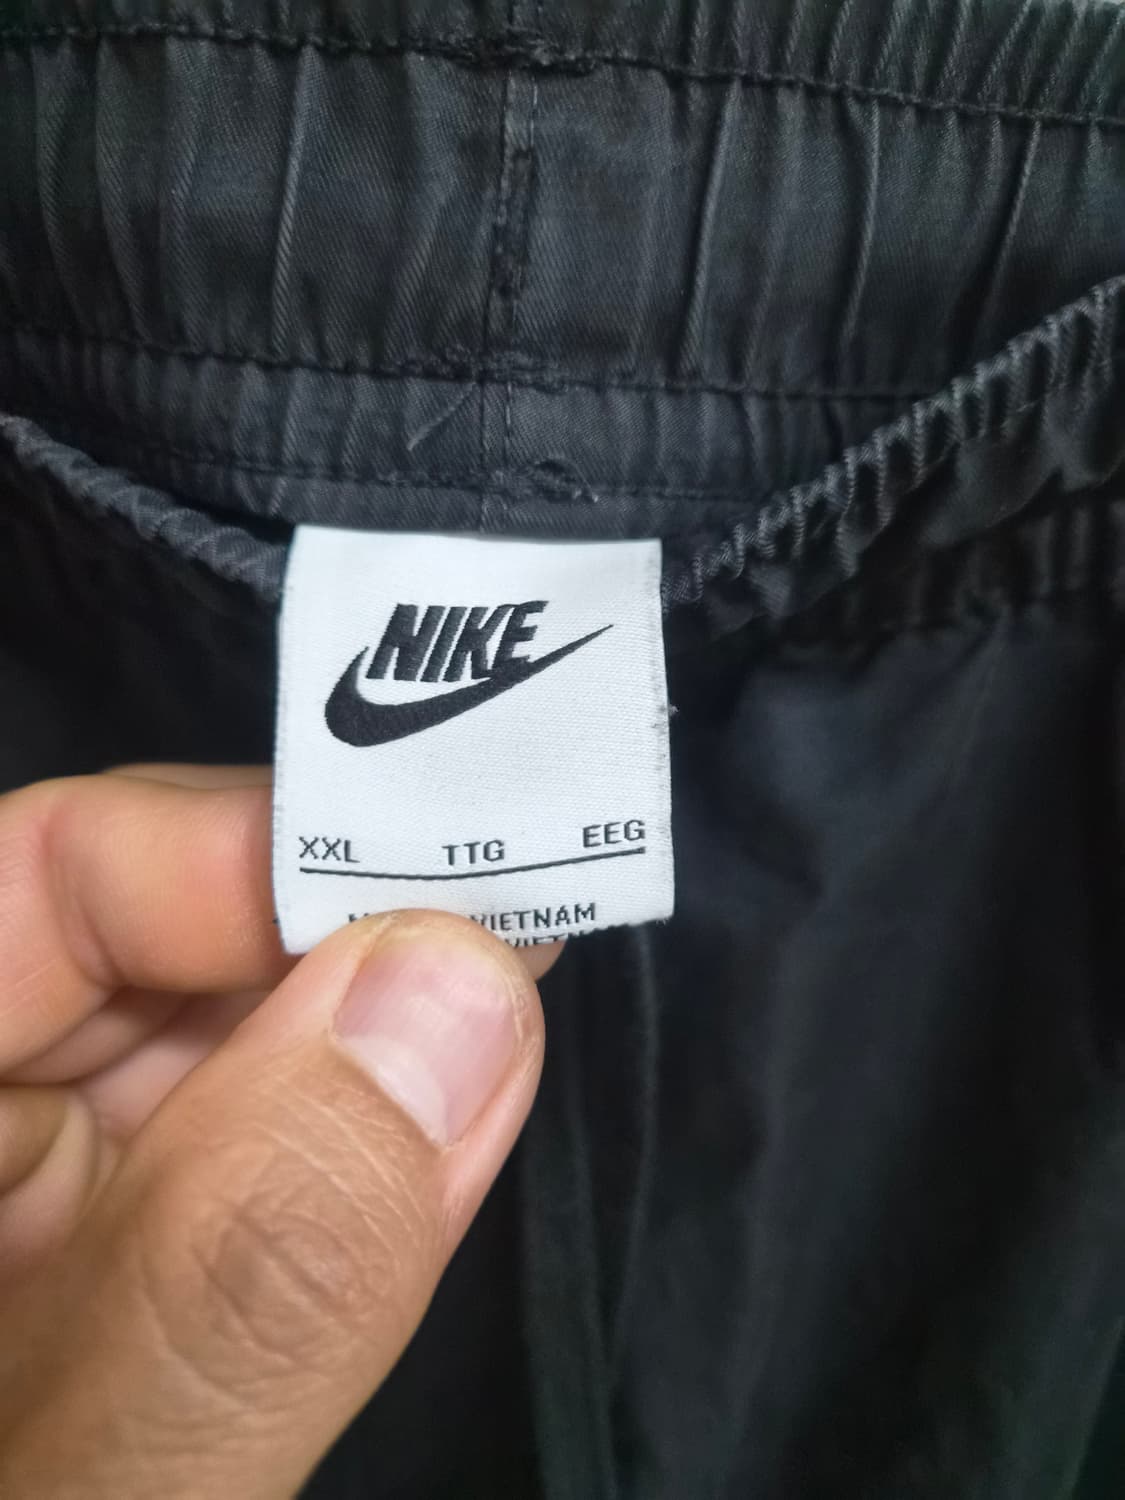 NIKE
XXL TTG EEG
VIETNAM